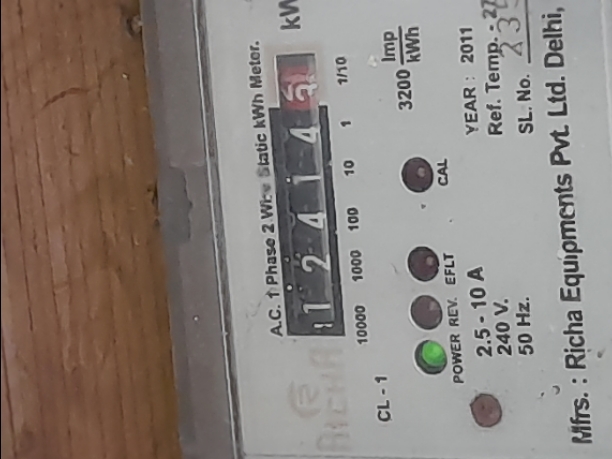 A.C. 1 Phase 2 Wire Static kWh Meter.
1 2 4 1 4
kW
10000 1000 100 10 1 1/10
RICHA
CL - 1
3200 Imp/kWh
POWER REV. EFLT CAL
2.5 - 10 A
240 V.
50 Hz.
YEAR : 2011
Ref. Temp. - 27
SL. No.
Mfrs. : Richa Equipments Pvt. Ltd. Delhi,